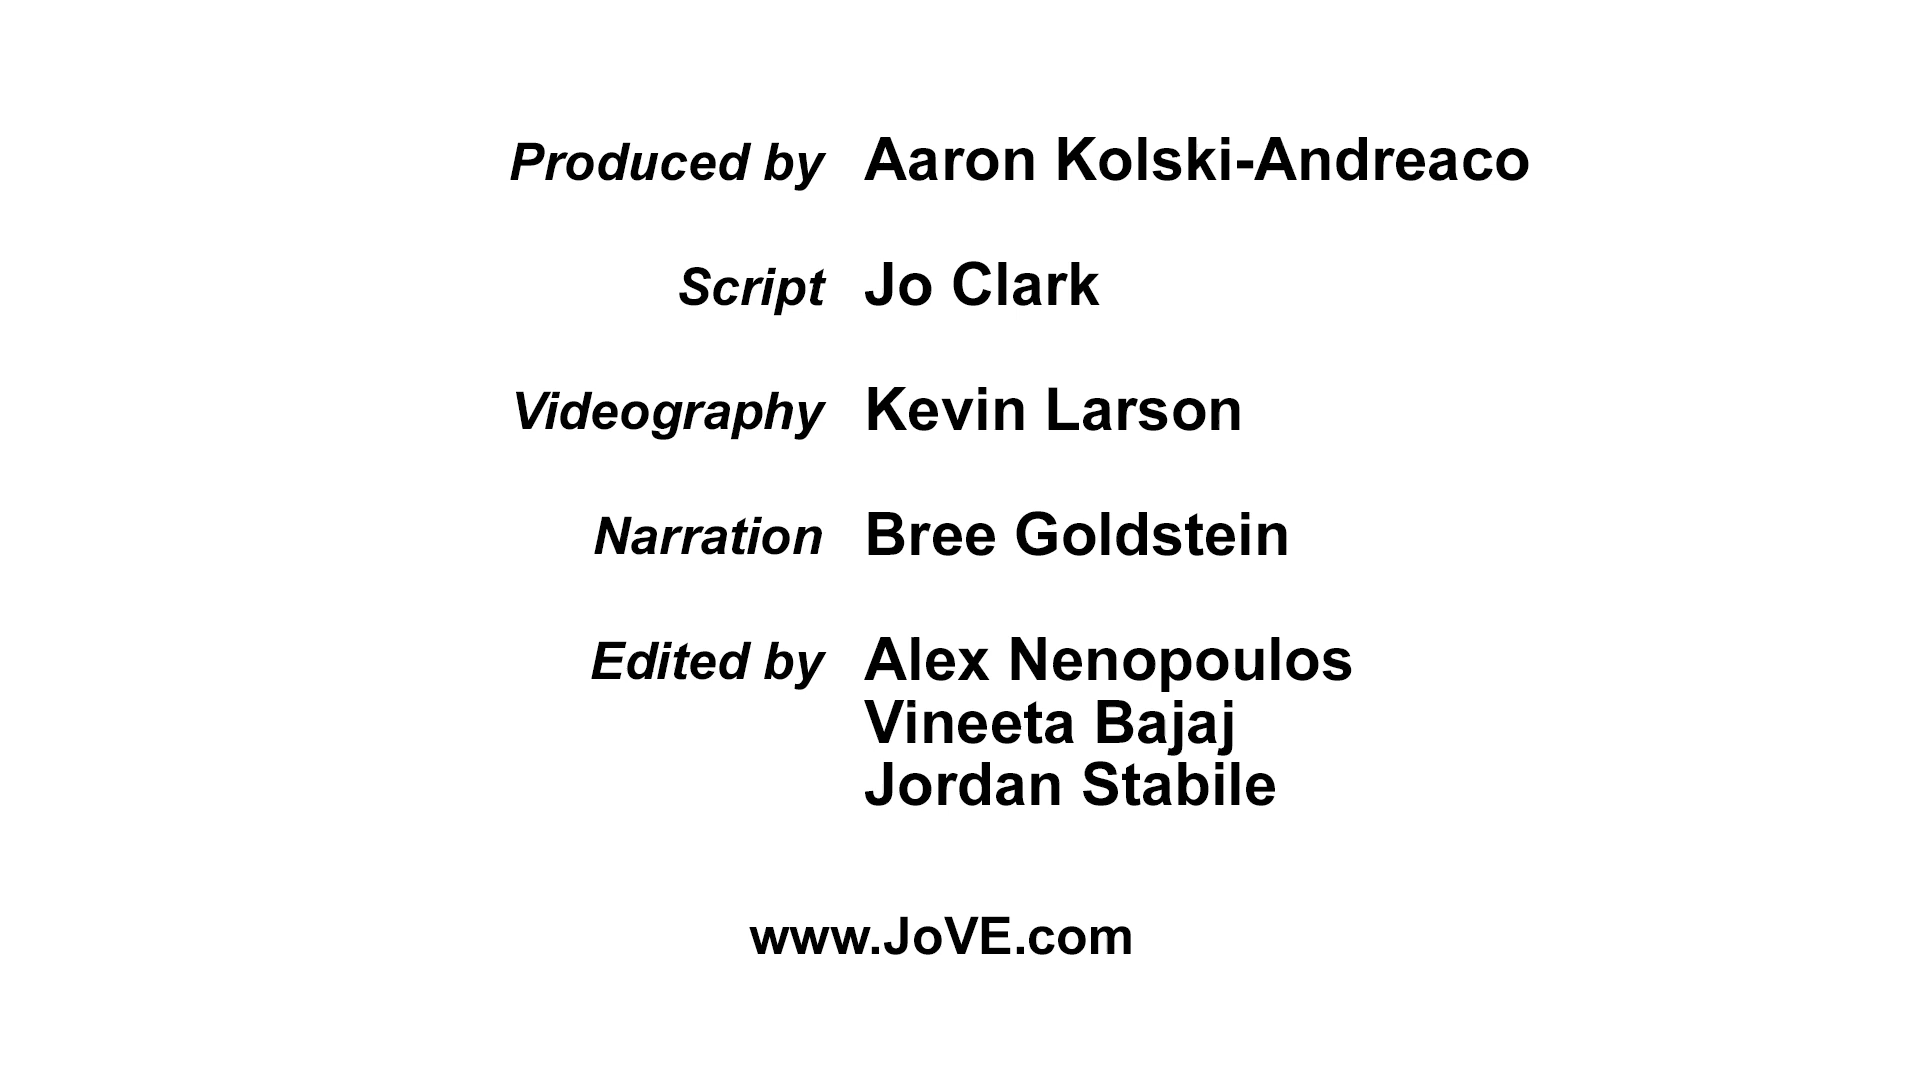 Produced by Aaron Kolski-Andreaco
Script Jo Clark
Videography Kevin Larson
Narration Bree Goldstein
Edited by Alex Nenopoulos
Vineeta Bajaj
Jordan Stabile
www.JoVE.com